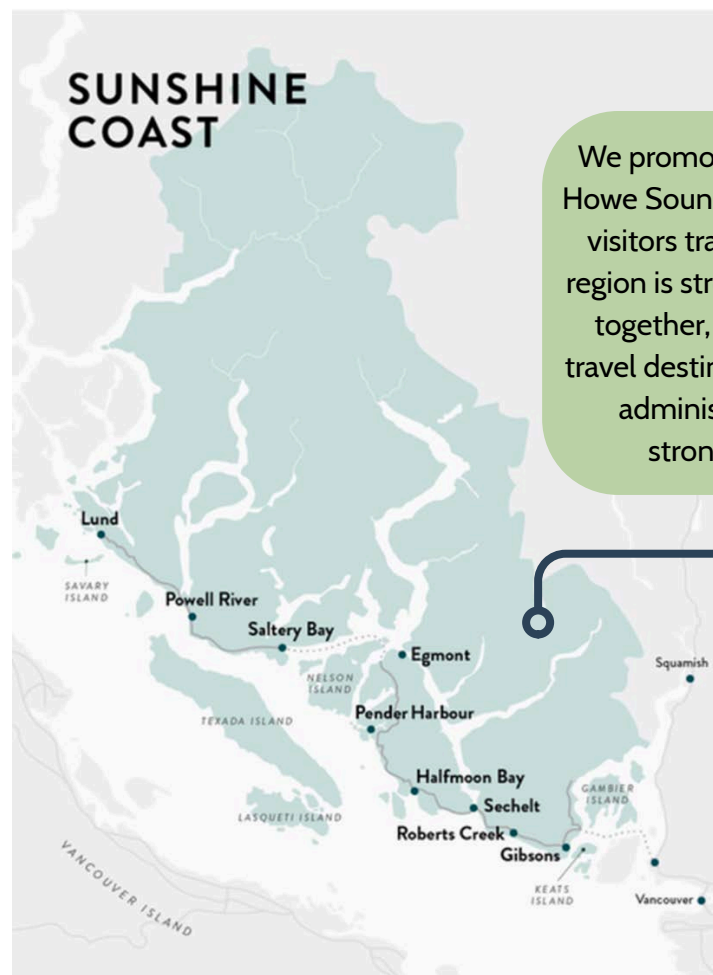 SUNSHINE
COAST
We promo
Howe Soun
visitors tra
region is str
together,
travel destin
adminis
stron
Lund
SAVARY
ISLAND
Powell River
Saltery Bay
Egmont
NELSON
ISLAND
Squamish
Pender Harbour
TEXADA ISLAND
Halfmoon Bay
GAMBIER
ISLAND
Sechelt
LASQUETI ISLAND
Roberts Creek
Gibsons
VANCOUVER ISLAND
KEATS
ISLAND
Vancouver